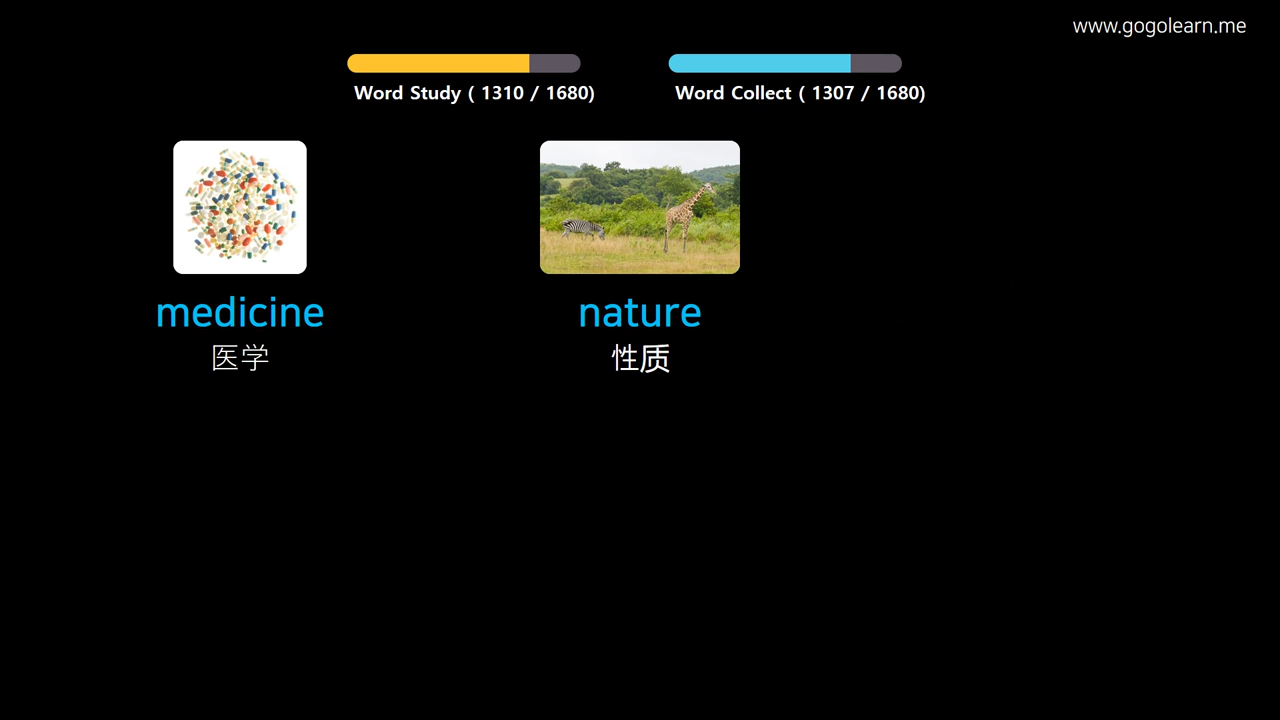 www.gogolearn.me
Word Study ( 1310 / 1680)
Word Collect ( 1307 / 1680)
medicine
医学
nature
性质